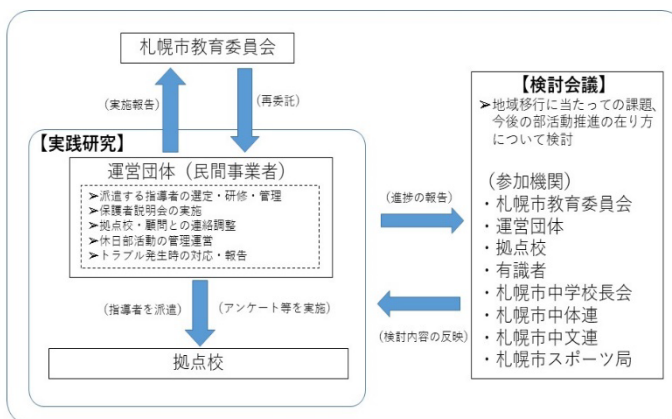 札幌市教育委員会
(実施報告)
(再委託)
【実践研究】
運営団体（民間事業者）
➢派遣する指導者の選定・研修・管理
➢保護者説明会の実施
➢拠点校・顧問との連絡調整
➢休日部活動の管理運営
➢トラブル発生時の対応・報告
(指導者を派遣)
(アンケート等を実施)
拠点校
(進捗の報告)
(検討内容の反映)
【検討会議】
➢地域移行に当たっての課題、
今後の部活動推進の在り方
について検討
（参加機関）
・札幌市教育委員会
・運営団体
・拠点校
・有識者
・札幌市中学校長会
・札幌市中体連
・札幌市中文連
・札幌市スポーツ局